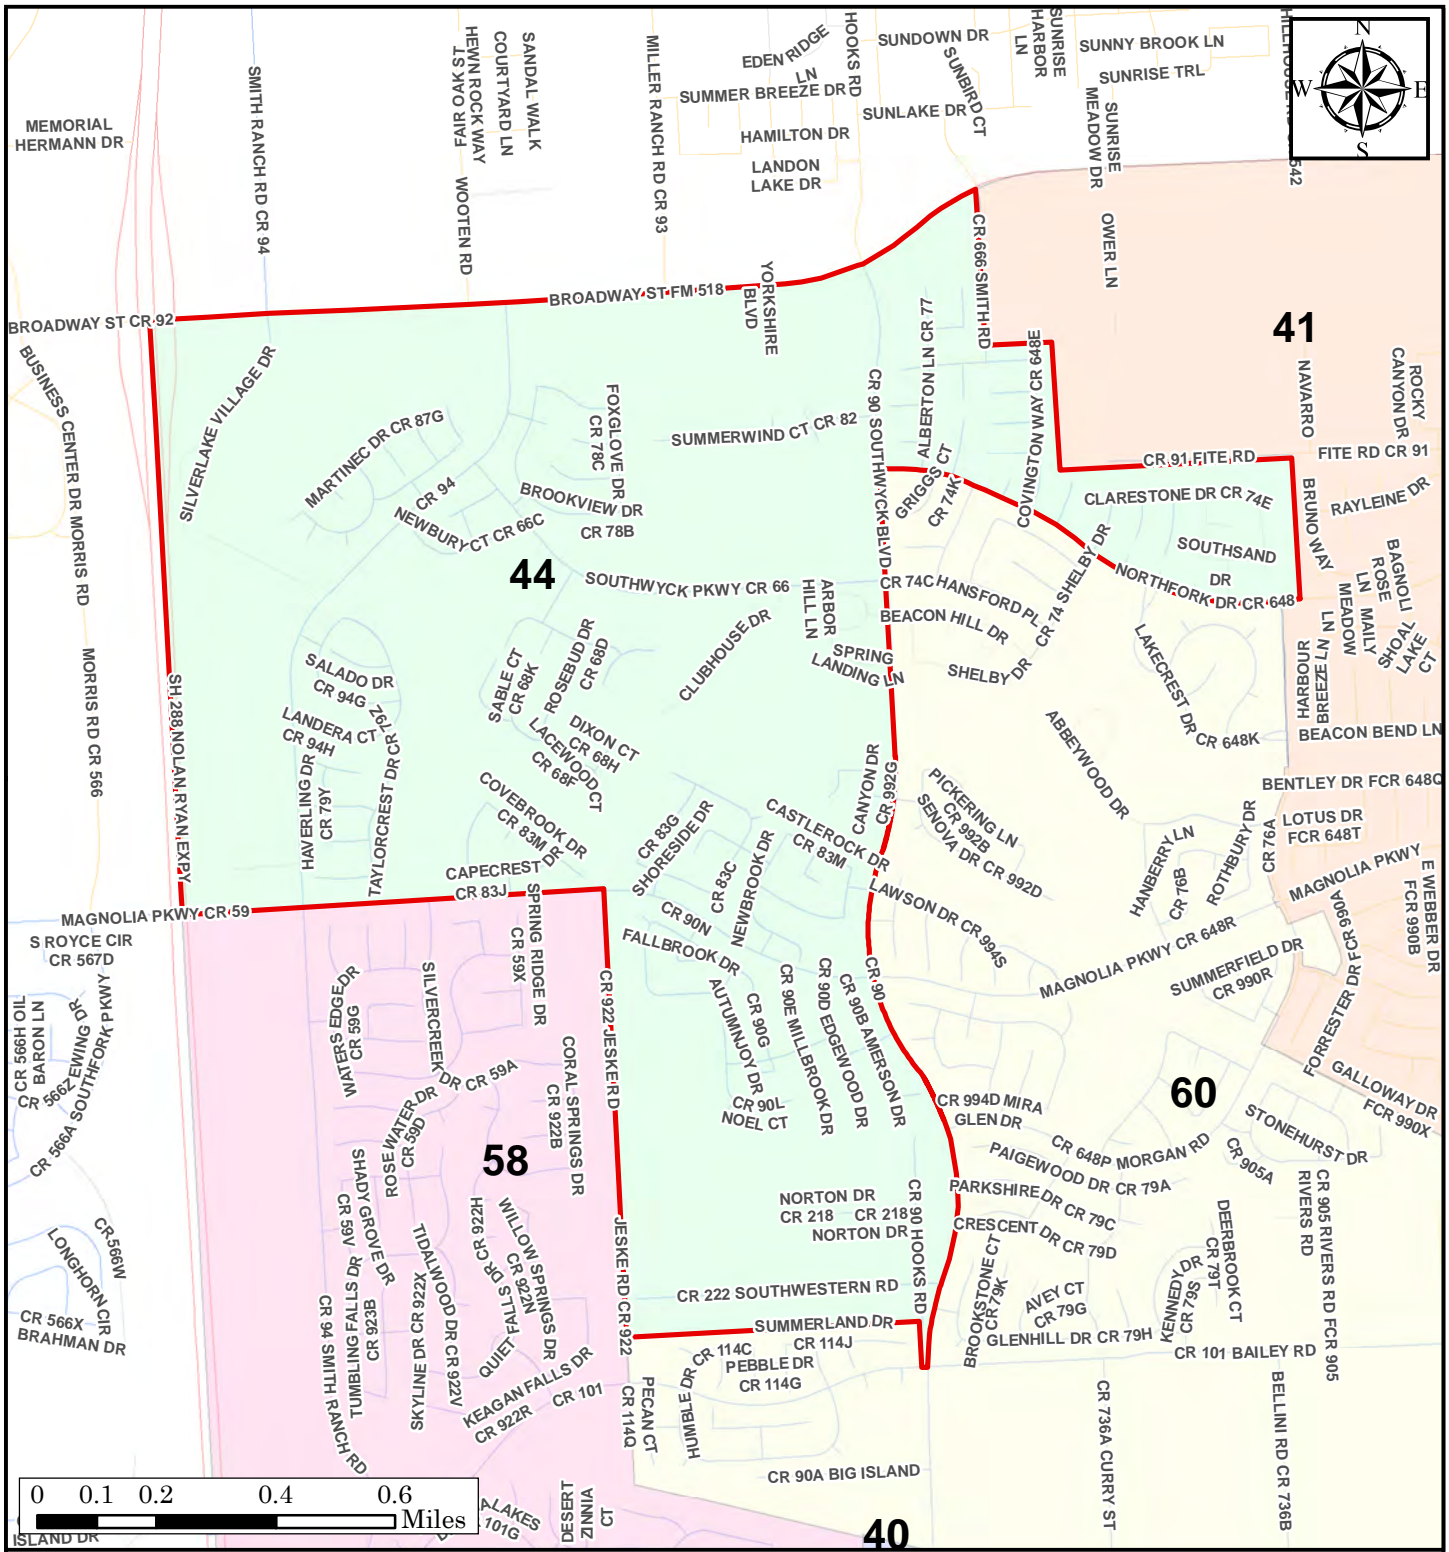 MEMORIAL
HERMANN DR
SMITH RANCH RD CR 94
FAIR OAK ST
HEWN ROCK WAY
COURTYARD LN
SANDAL WALK
WOOTEN RD
MILLER RANCH RD CR 93
EDEN RIDGE
LN
SUMMER BREEZE DR
HAMILTON DR
LANDON
LAKE DR
HOOKS RD
SUNDOWN DR
SUNBIRD CT
SUNLAKE DR
SUNRISE
HARBOR
LN
SUNNY BROOK LN
SUNRISE TRL
SUNRISE
MEADOW DR
OWER LN
N
W
E
S
542
BROADWAY ST CR 92
BROADWAY ST FM 518
YORKSHIRE
BLVD
CR 666 SMITH RD
41
BUSINESS CENTER DR MORRIS RD
SILVERLAKE VILLAGE DR
MARTINEC DR CR 87G
CR 94
NEWBURY CT CR 66C
FOXGLOVE DR
CR 78C
BROOKVIEW DR
CR 78B
SUMMERWIND CT CR 82
CR 90 SOUTHWYCK BLVD
ALBERTON LN CR 77
GRIGGS CT
CR 74K
COVINGTON WAY CR 648E
NAVARRO
ROCKY
CANYON DR
CR 91 FITE RD
FITE RD CR 91
CLARESTONE DR CR 74E
BRUNO WAY
RAYLEINE DR
SOUTHSAND
DR
NORTHFORK DR CR 648
44
SOUTHWYCK PKWY CR 66
ARBOR
HILL LN
CR 74C
HANSFORD PL
CR 74 SHELBY DR
BEACON HILL DR
SHELBY DR
SPRING
LANDING LN
CLUBHOUSE DR
BAGNOLI
ROSE
LN
MAILY
MEADOW
LN
SHOAL
LAKE
CT
HARBOUR
BREEZE LN
MORRIS RD CR 566
SH 288 NOLAN RYAN EXPY
SALADO DR
CR 94G
LANDERA CT
CR 94H
HAVERLING DR
CR 79Y
TAYLORCREST DR CR 79Z
SABLE CT
CR 68K
ROSEBUD DR
CR 68D
DIXON CT
CR 68H
LACEWOOD CT
CR 68F
COVEBROOK DR
CR 83M
CAPECREST DR
CR 83J
LAKECREST DR
CR 648K
BEACON BEND LN
ABBEYWOOD DR
BENTLEY DR FCR 648Q
LOTUS DR
FCR 648T
CR 76A
CANYON DR
CR 992G
PICKERING LN
CR 992B
SENOVA DR CR 992D
CR 83G
SHORESIDE DR
CASTLEROCK DR
CR 83M
CR 83C
NEWBROOK DR
HANBERRY LN
CR 76B
ROTHBURY DR
MAGNOLIA PKWY
E WEBBER DR
FCR 990B
MAGNOLIA PKWY CR 59
S ROYCE CIR
CR 567D
LAWSON DR CR 994S
CR 90N
FALLBROOK DR
CR 90
MAGNOLIA PKWY CR 648R
SUMMERFIELD DR
CR 990R
FORRESTER DR FCR 990A
SPRING RIDGE DR
CR 59X
WATERS EDGE DR
CR 59G
SILVERCREEK DR CR 59A
CR 922 JESKE RD
CR 566H OIL
BARON LN
CR 566Z EWING DR
CR 566A SOUTHFORK PKWY
AUTUMNJOY DR
CR 90G
CR 90E MILLBROOK DR
CR 90D EDGEWOOD DR
CR 90B AMERSON DR
CR 90L
NOEL CT
CORAL SPRINGS DR
CR 922B
ROSE WATER DR
CR 59D
60
58
CR 994D MIRA
GLEN DR
CR 648P MORGAN RD
GALLOWAY DR
FCR 990X
STONEHURST DR
CR 905A
PAIGEWOOD DR CR 79A
PARKSHIRE DR CR 79C
CRESCENT DR CR 79D
SHADY GROVE DR
CR 59V
TIDALWOOD DR CR 922V
QUIET FALLS DR CR 922H
WILLOW SPRINGS DR
CR 922N
JESKE RD CR 922
NORTON DR
CR 218
CR 218
NORTON DR
CR 90 HOOKS RD
RIVERS RD
CR 905 RIVERS RD FCR 905
DEERBROOK CT
CR 79T
KENNEDY DR
CR 79S
BROOKSTONE CT
CR 79K
AVEY CT
CR 79G
GLENHILL DR CR 79H
CR 566W
LONGHORN CIR
CR 566X
BRAHMAN DR
CR 222 SOUTHWESTERN RD
SUMMERLAND DR
CR 114J
CR 114C
PEBBLE DR
CR 114G
HUMBLE DR
PECAN CT
CR 114Q
CR 94 SMITH RANCH RD
TUMBLING FALLS DR
CR 922B
SKYLINE DR CR 922X
KEAGAN FALLS DR
CR 922R
CR 101
CR 101 BAILEY RD
CR 736A CURRY ST
BELLINI RD CR 736B
CR 90A BIG ISLAND
DESERT
ZINNIA
CT
LAKES
101G
ISLAND DR
40
0 0.1 0.2 0.4 0.6
Miles